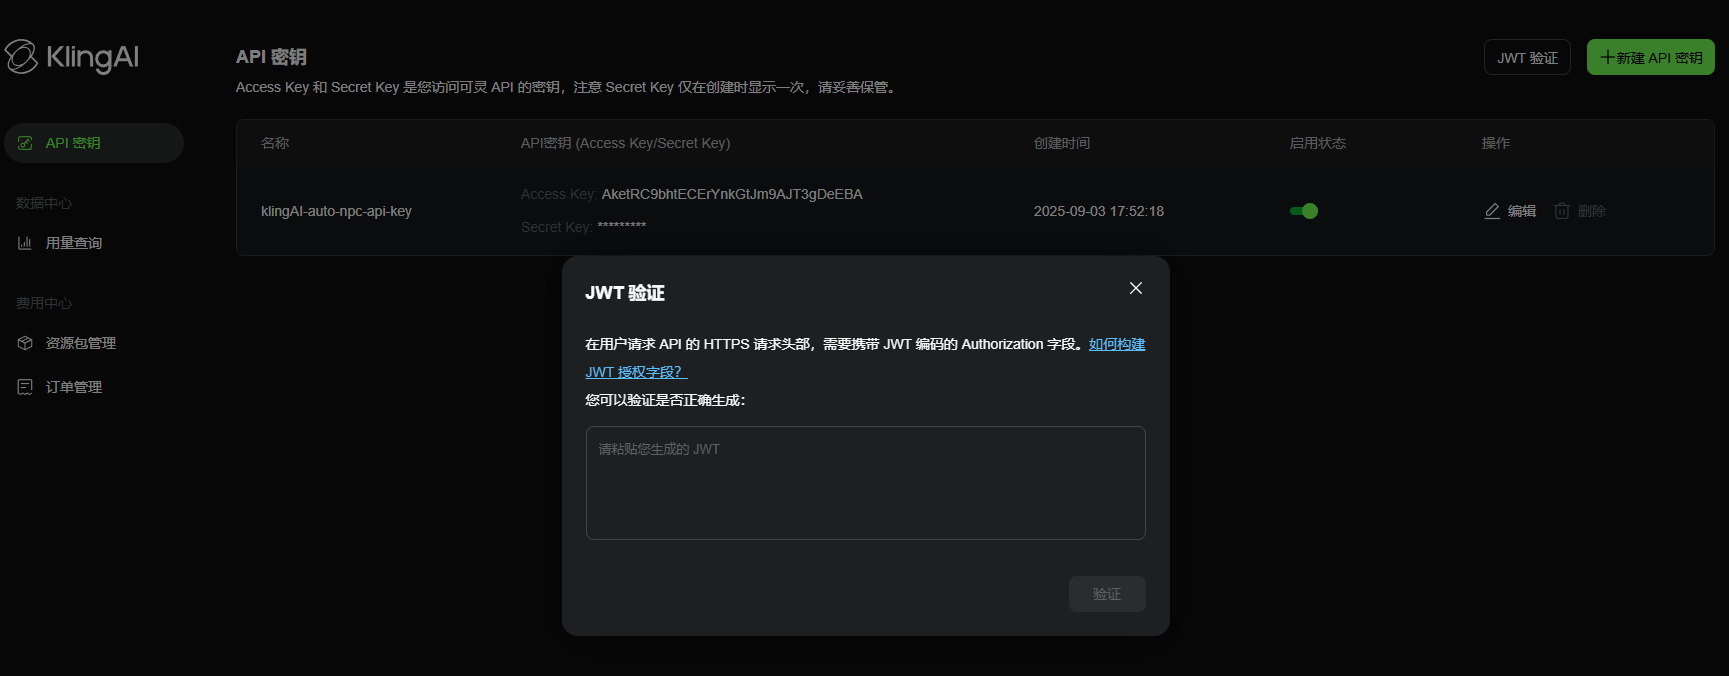 KlingAI
API 密钥
Access Key 和 Secret Key 是您访问可灵 API 的密钥，注意 Secret Key 仅在创建时显示一次，请妥善保管。
JWT 验证
新建 API 密钥
API 密钥
数据中心
用量查询
费用中心
资源包管理
订单管理
名称
API密钥 (Access Key/Secret Key)
创建时间
启用状态
操作
klingAI-auto-npc-api-key
Access Key: AketRC9bhtECErYnkGtJm9AJT3gDeEBA
Secret Key: *********
2025-09-03 17:52:18
编辑
删除
JWT 验证
在用户请求 API 的 HTTPS 请求头部，需要携带 JWT 编码的 Authorization 字段。如何构建
JWT 授权字段？
您可以验证是否正确生成：
请粘贴您生成的 JWT
验证